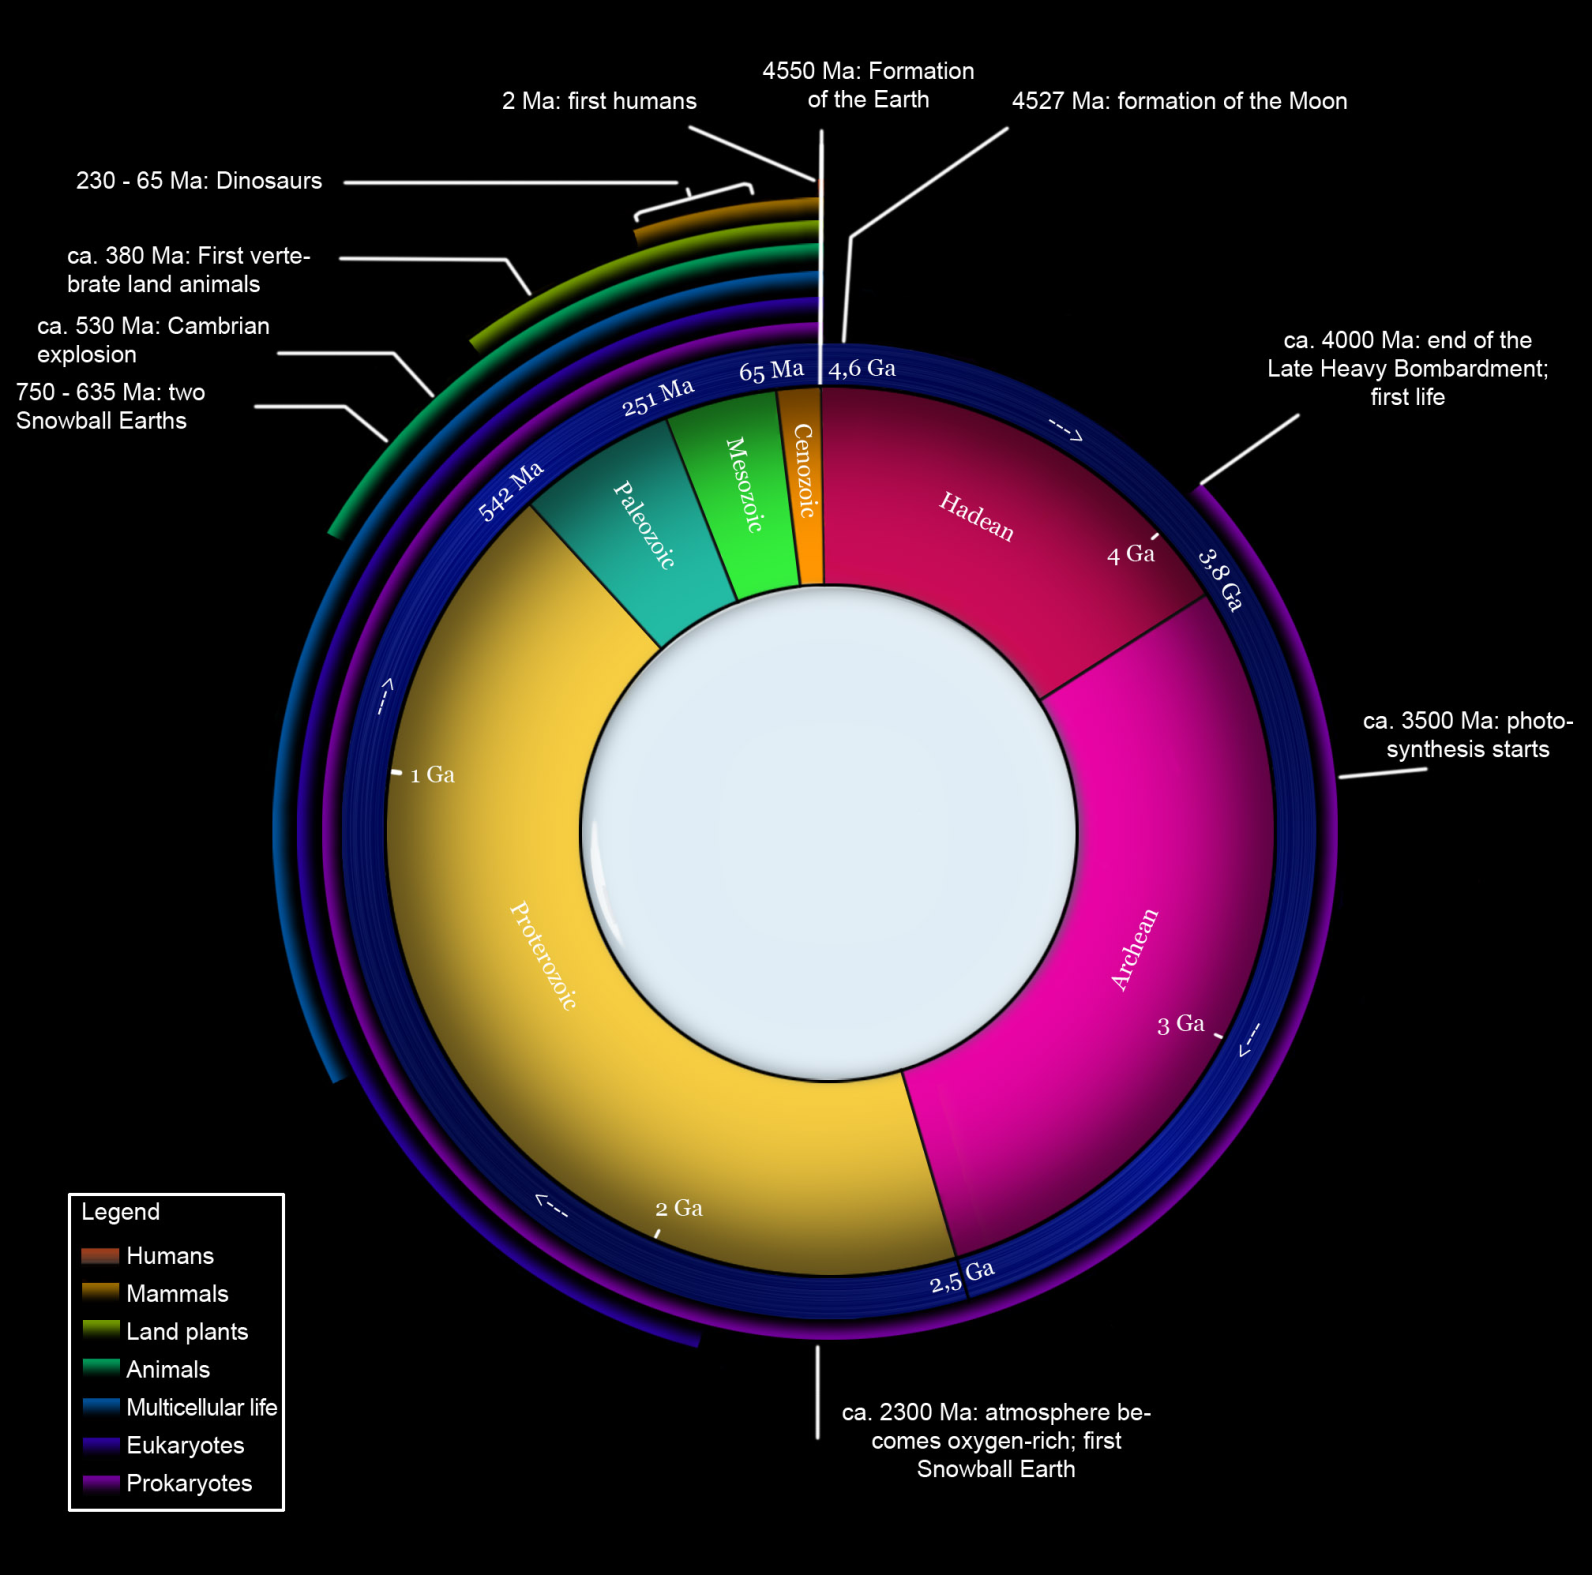 4550 Ma: Formation
of the Earth
2 Ma: first humans
4527 Ma: formation of the Moon
230 - 65 Ma: Dinosaurs
ca. 380 Ma: First verte-
brate land animals
ca. 530 Ma: Cambrian
explosion
750 - 635 Ma: two
Snowball Earths
ca. 4000 Ma: end of the
Late Heavy Bombardment;
first life
ca. 3500 Ma: photo-
synthesis starts
ca. 2300 Ma: atmosphere be-
comes oxygen-rich; first
Snowball Earth
4,6 Ga
65 Ma
251 Ma
542 Ma
3,8 Ga
2,5 Ga
Hadean
4 Ga
Archean
3 Ga
Proterozoic
2 Ga
1 Ga
Paleozoic
Mesozoic
Cenozoic
--->
--->
--->
--->
Legend
Humans
Mammals
Land plants
Animals
Multicellular life
Eukaryotes
Prokaryotes